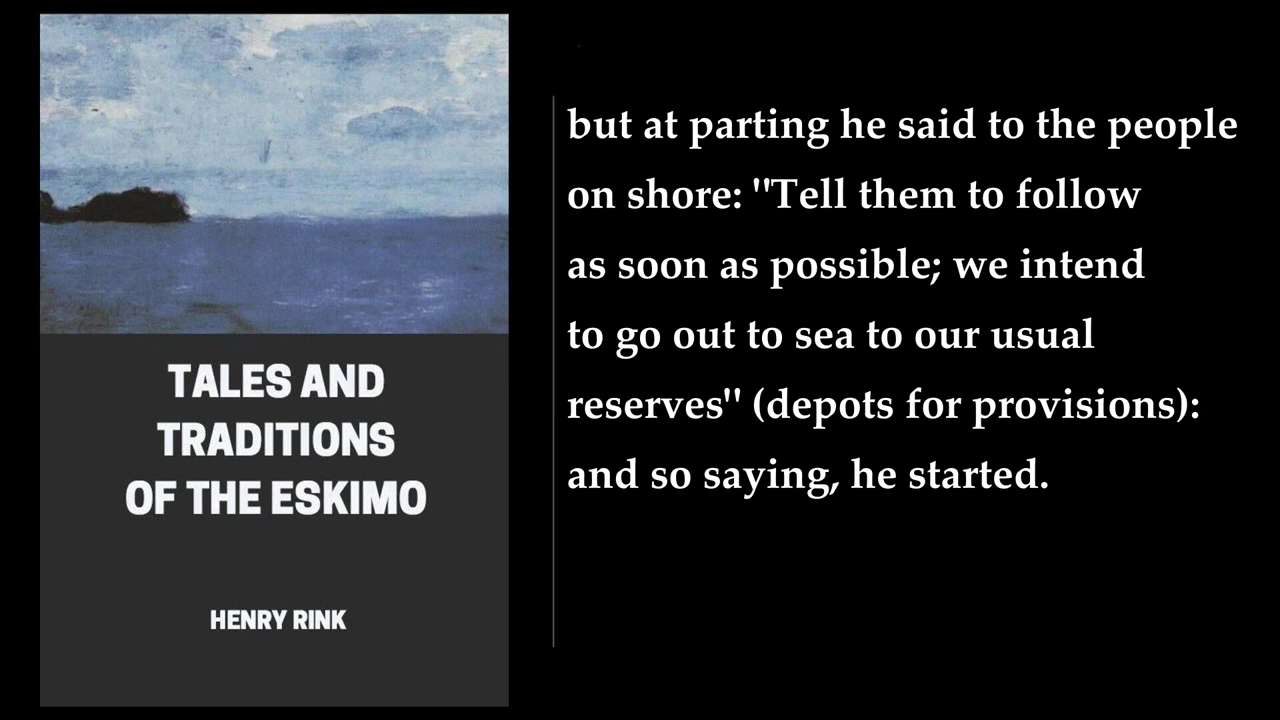 TALES AND
TRADITIONS
OF THE ESKIMO
HENRY RINK
but at parting he said to the people
on shore: "Tell them to follow
as soon as possible; we intend
to go out to sea to our usual
reserves" (depots for provisions):
and so saying, he started.